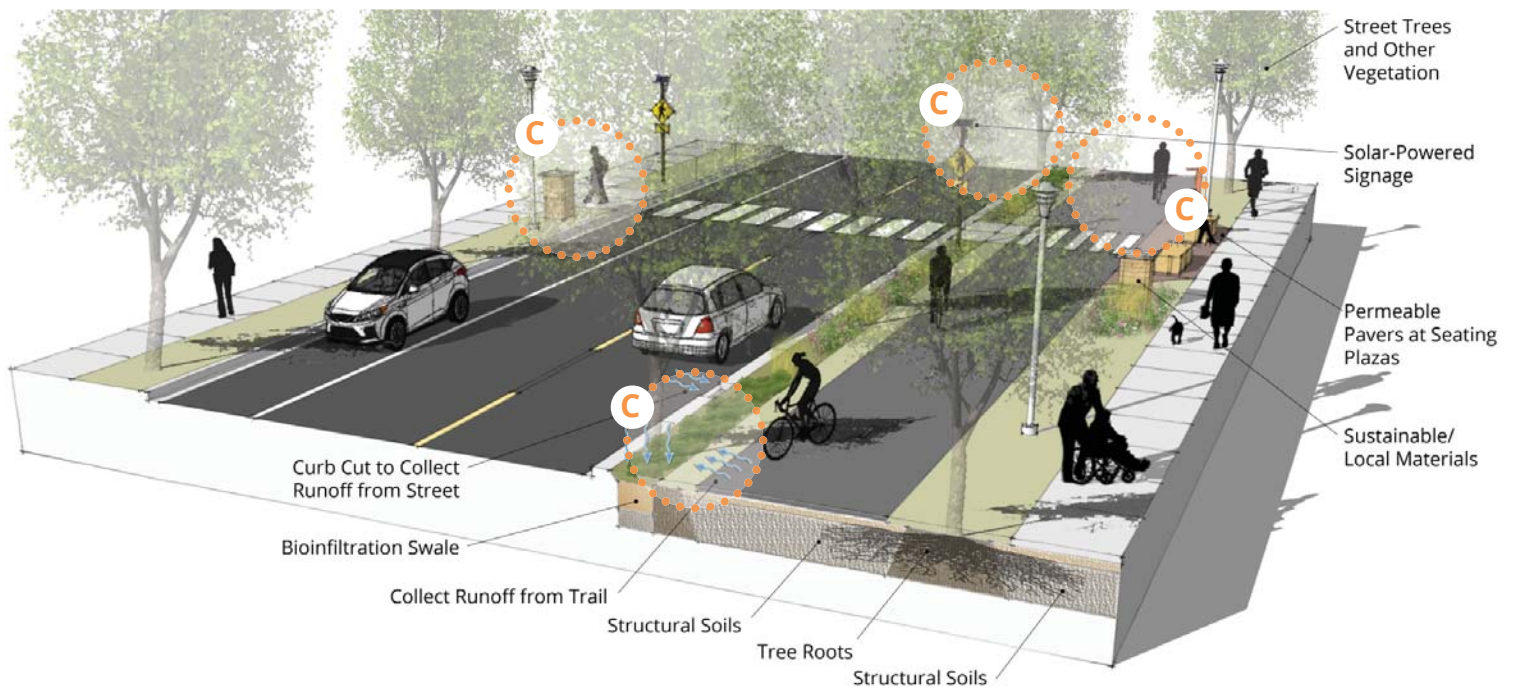 Street Trees
and Other
Vegetation
C
C
Solar-Powered
Signage
C
Permeable
Pavers at Seating
Plazas
C
Sustainable/
Local Materials
Curb Cut to Collect
Runoff from Street
Bioinfiltration Swale
Collect Runoff from Trail
Structural Soils
Tree Roots
Structural Soils